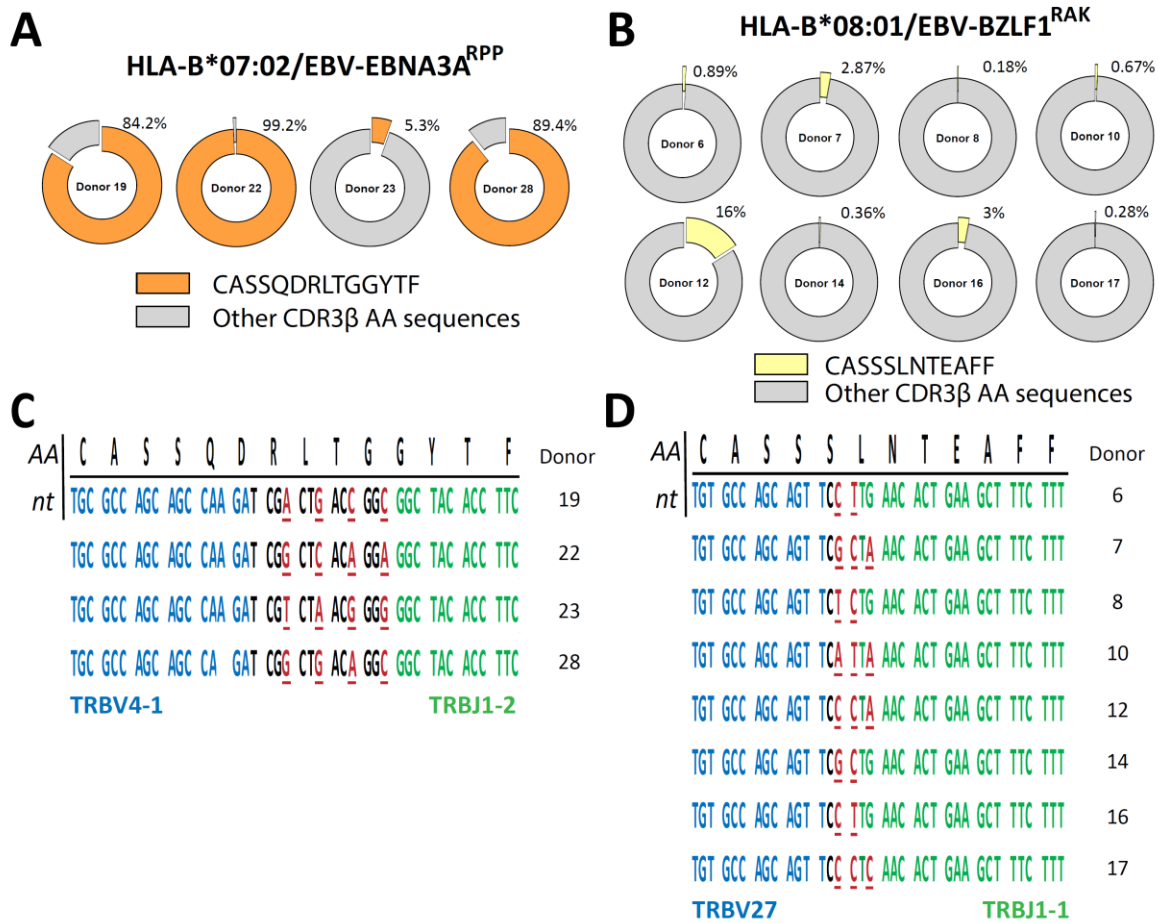 A
HLA-B*07:02/EBV-EBNA3A^RPP
84.2%
99.2%
5.3%
89.4%
Donor 19
Donor 22
Donor 23
Donor 28
CASSQDRLTGGYTF
Other CDR3β AA sequences
B
HLA-B*08:01/EBV-BZLF1^RAK
0.89%
2.87%
0.18%
0.67%
Donor 6
Donor 7
Donor 8
Donor 10
16%
0.36%
3%
0.28%
Donor 12
Donor 14
Donor 16
Donor 17
CASSSLNTEAFF
Other CDR3β AA sequences
C
AA C A S S Q D R L T G G Y T F Donor
nt TGC GCC AGC AGC CAA GAT CGA CTG ACC GGC GGC TAC ACC TTC 19
TGC GCC AGC AGC CAA GAT CGG CTC ACA GGA GGC TAC ACC TTC 22
TGC GCC AGC AGC CAA GAT CGT CTA ACG GGG GGC TAC ACC TTC 23
TGC GCC AGC AGC CA GAT CGG CTG ACA GGC GGC TAC ACC TTC 28
TRBV4-1 TRBJ1-2
D
AA C A S S S L N T E A F F Donor
nt TGT GCC AGC AGT TCC TTG AAC ACT GAA GCT TTC TTT 6
TGT GCC AGC AGT TCG CTA AAC ACT GAA GCT TTC TTT 7
TGT GCC AGC AGT TCT CTG AAC ACT GAA GCT TTC TTT 8
TGT GCC AGC AGT TCA TTA AAC ACT GAA GCT TTC TTT 10
TGT GCC AGC AGT TCC CTA AAC ACT GAA GCT TTC TTT 12
TGT GCC AGC AGT TCG CTG AAC ACT GAA GCT TTC TTT 14
TGT GCC AGC AGT TCC TTG AAC ACT GAA GCT TTC TTT 16
TGT GCC AGC AGT TCC CTC AAC ACT GAA GCT TTC TTT 17
TRBV27 TRBJ1-1